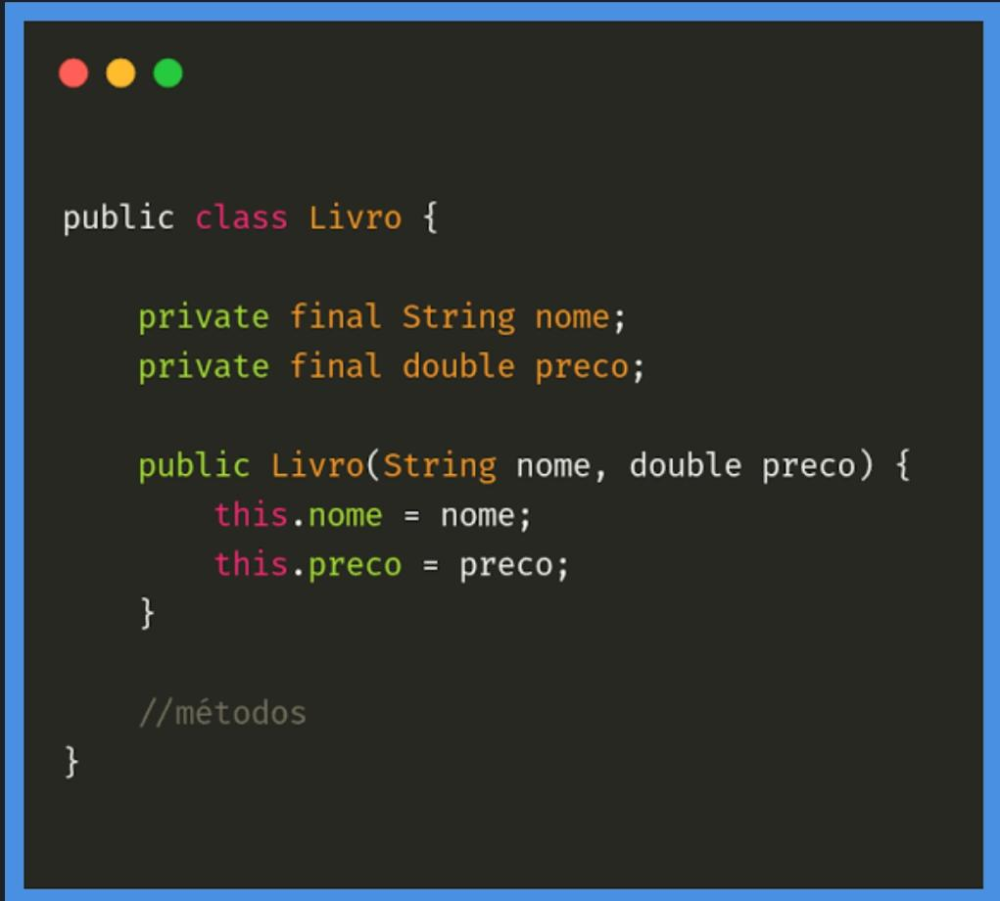 public class Livro {
    private final String nome;
    private final double preco;
    public Livro(String nome, double preco) {
        this.nome = nome;
        this.preco = preco;
    }
    //métodos
}